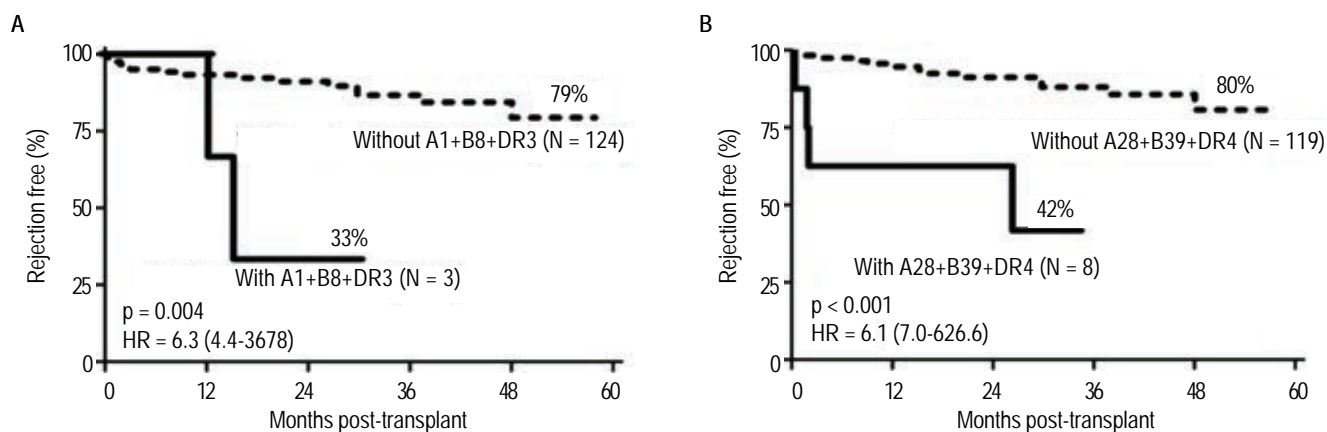 A
Rejection free (%)
100
75
50
25
0
79%
Without A1+B8+DR3 (N = 124)
33%
With A1+B8+DR3 (N = 3)
p = 0.004
HR = 6.3 (4.4-3678)
0 12 24 36 48 60
Months post-transplant
B
Rejection free (%)
100
75
50
25
0
80%
Without A28+B39+DR4 (N = 119)
42%
With A28+B39+DR4 (N = 8)
p < 0.001
HR = 6.1 (7.0-626.6)
0 12 24 36 48 60
Months post-transplant